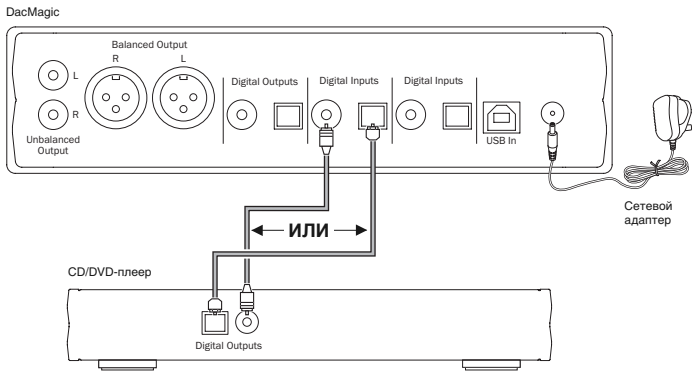 DacMagic
Balanced Output
R
L
L
R
Unbalanced
Output
Digital Outputs
Digital Inputs
Digital Inputs
USB In
Сетевой
адаптер
ИЛИ
CD/DVD-плеер
Digital Outputs